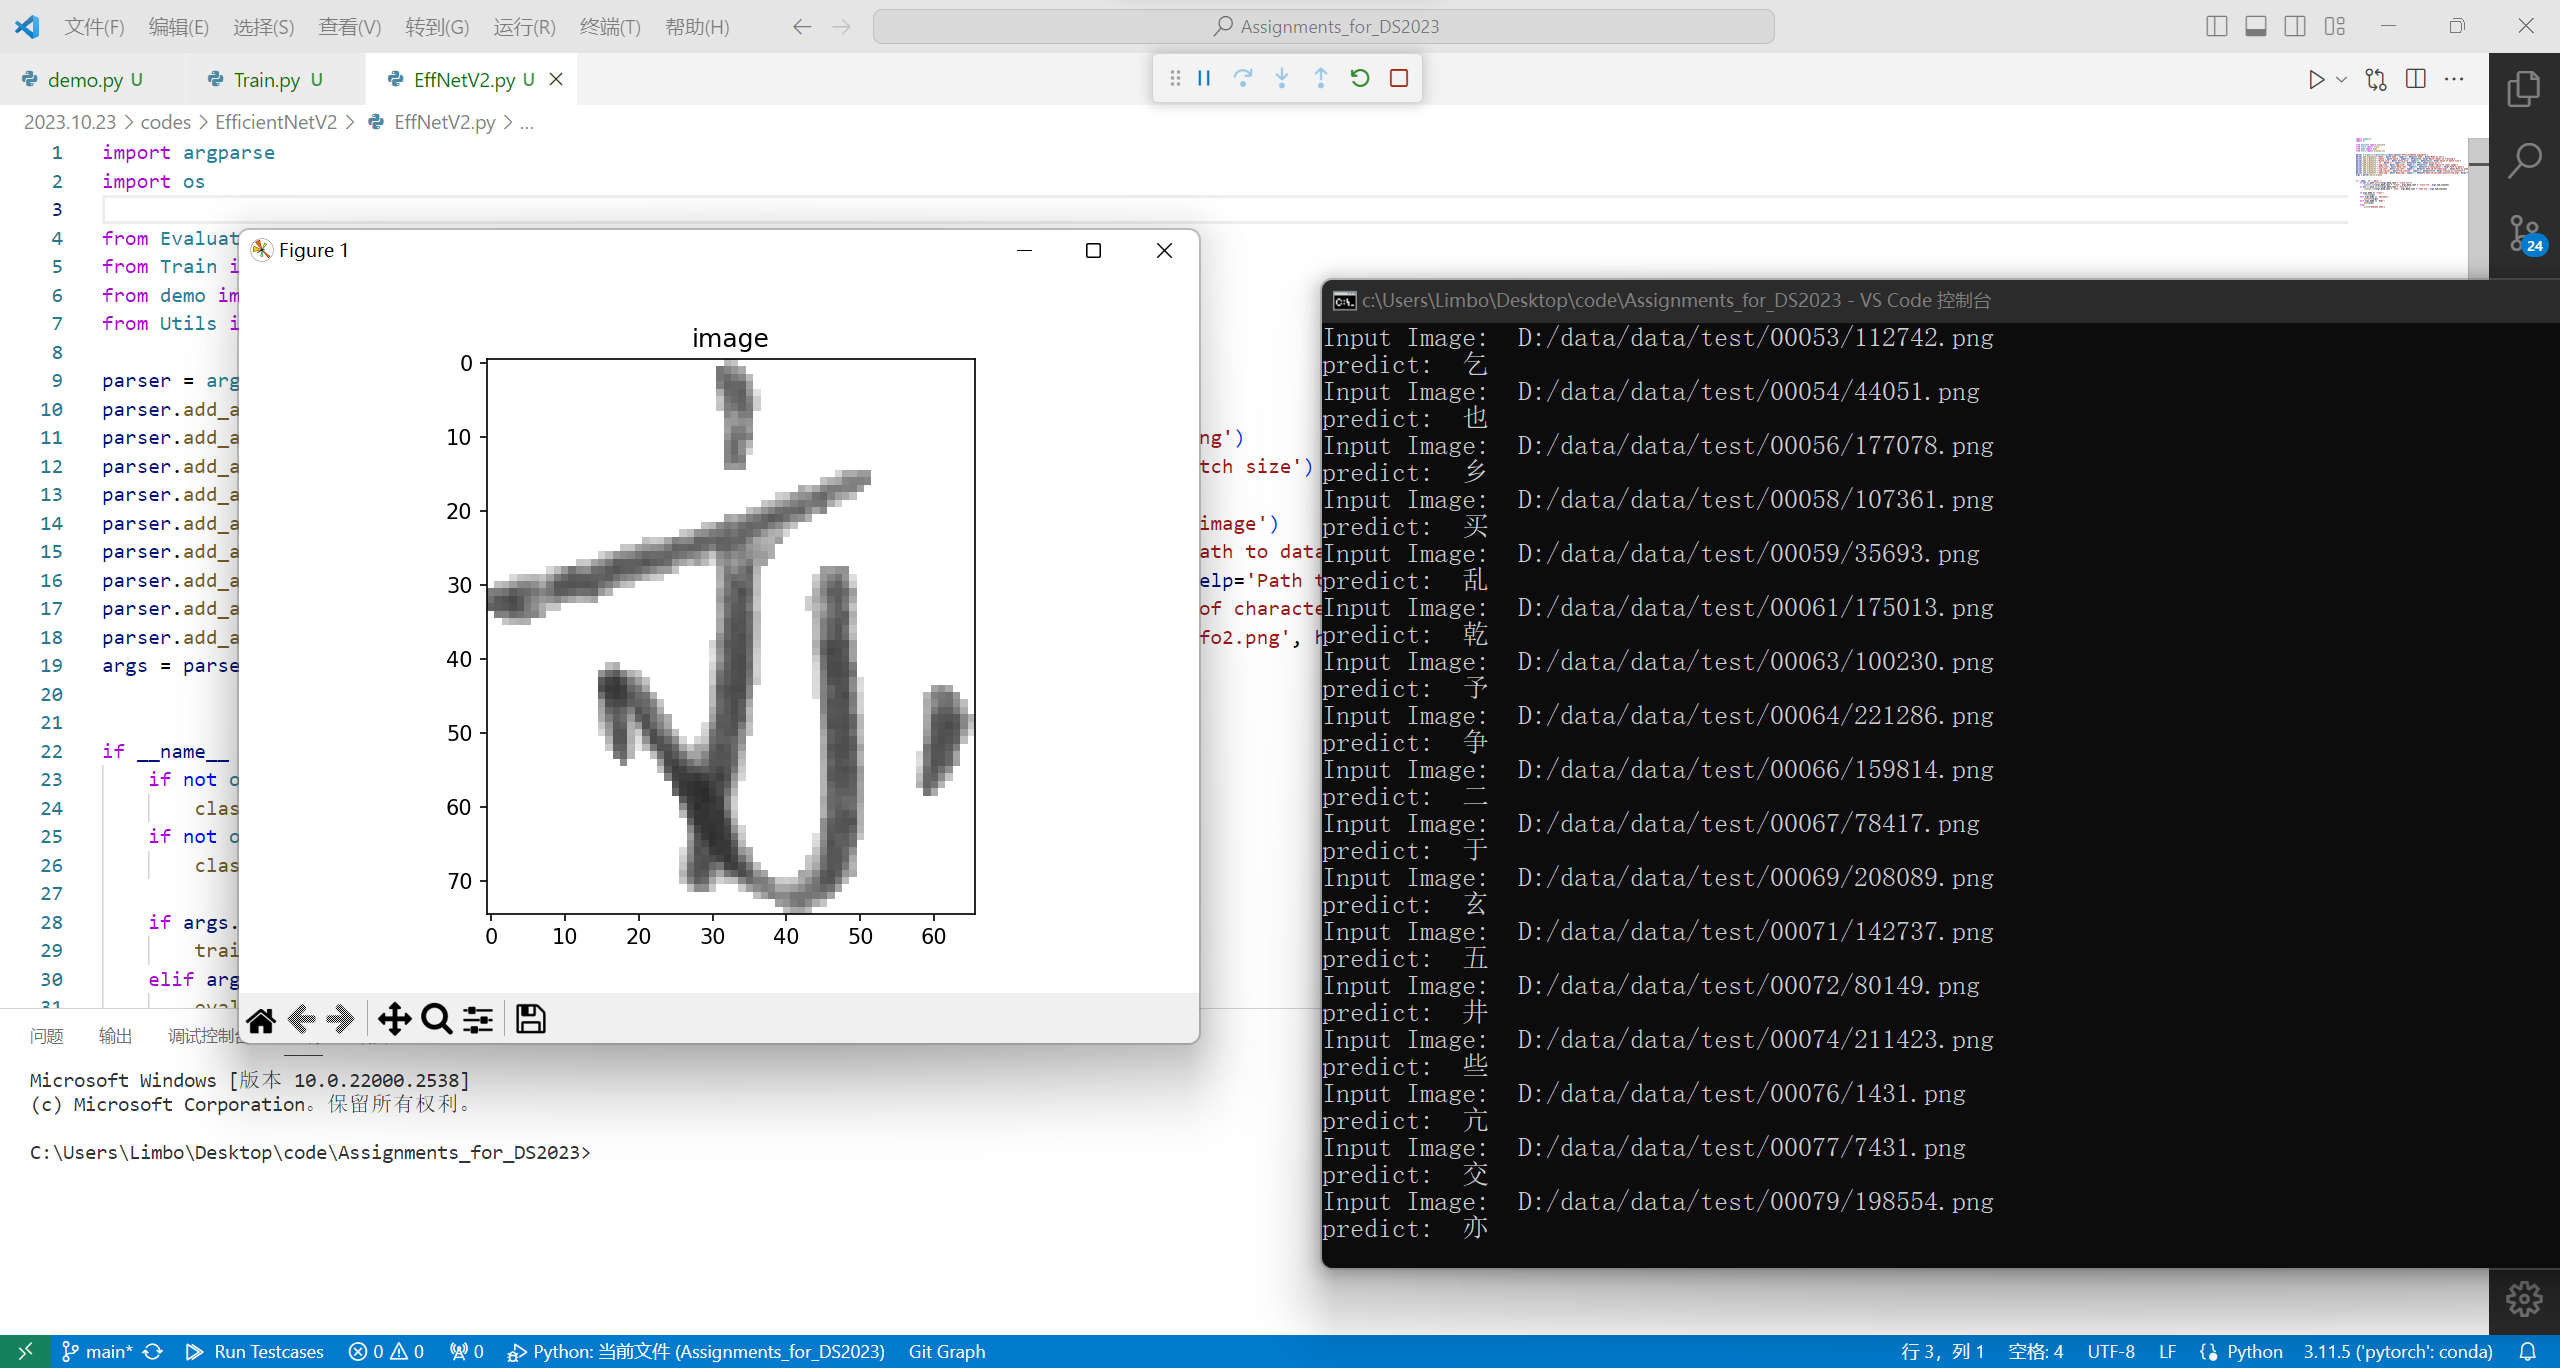 文件(F) 编辑(E) 选择(S) 查看(V) 转到(G) 运行(R) 终端(T) 帮助(H) Assignments_for_DS2023
demo.py U Train.py U EffNetV2.py U
2023.10.23 > codes > EfficientNetV2 > EffNetV2.py > ...
1 import argparse
2 import os
3
4 from Evaluat
5 from Train i
6 from demo im
7 from Utils i
8
9 parser = arg
10 parser.add_a
11 parser.add_a ng')
12 parser.add_a tch size')
13 parser.add_a
14 parser.add_a image')
15 parser.add_a ath to data
16 parser.add_a elp='Path t
17 parser.add_a of characte
18 parser.add_a fo2.png', h
19 args = parse
20
21
22 if __name__
23 if not o
24 clas
25 if not o
26 clas
27
28 if args.
29 trai
30 elif arg
31 eval
24
Figure 1
image
0
10
20
30
40
50
60
70
0 10 20 30 40 50 60
亦
c:\Users\Limbo\Desktop\code\Assignments_for_DS2023 - VS Code 控制台
Input Image: D:/data/data/test/00053/112742.png
predict: 乞
Input Image: D:/data/data/test/00054/44051.png
predict: 也
Input Image: D:/data/data/test/00056/177078.png
predict: 乡
Input Image: D:/data/data/test/00058/107361.png
predict: 买
Input Image: D:/data/data/test/00059/35693.png
predict: 乱
Input Image: D:/data/data/test/00061/175013.png
predict: 乾
Input Image: D:/data/data/test/00063/100230.png
predict: 予
Input Image: D:/data/data/test/00064/221286.png
predict: 争
Input Image: D:/data/data/test/00066/159814.png
predict: 二
Input Image: D:/data/data/test/00067/78417.png
predict: 于
Input Image: D:/data/data/test/00069/208089.png
predict: 玄
Input Image: D:/data/data/test/00071/142737.png
predict: 五
Input Image: D:/data/data/test/00072/80149.png
predict: 井
Input Image: D:/data/data/test/00074/211423.png
predict: 些
Input Image: D:/data/data/test/00076/1431.png
predict: 亢
Input Image: D:/data/data/test/00077/7431.png
predict: 交
Input Image: D:/data/data/test/00079/198554.png
predict: 亦
问题 输出 调试控制台
Microsoft Windows [版本 10.0.22000.2538]
(c) Microsoft Corporation。保留所有权利。
C:\Users\Limbo\Desktop\code\Assignments_for_DS2023>
main* Run Testcases 0 0 0 Python: 当前文件 (Assignments_for_DS2023) Git Graph 行 3，列 1 空格: 4 UTF-8 LF Python 3.11.5 ('pytorch': conda)